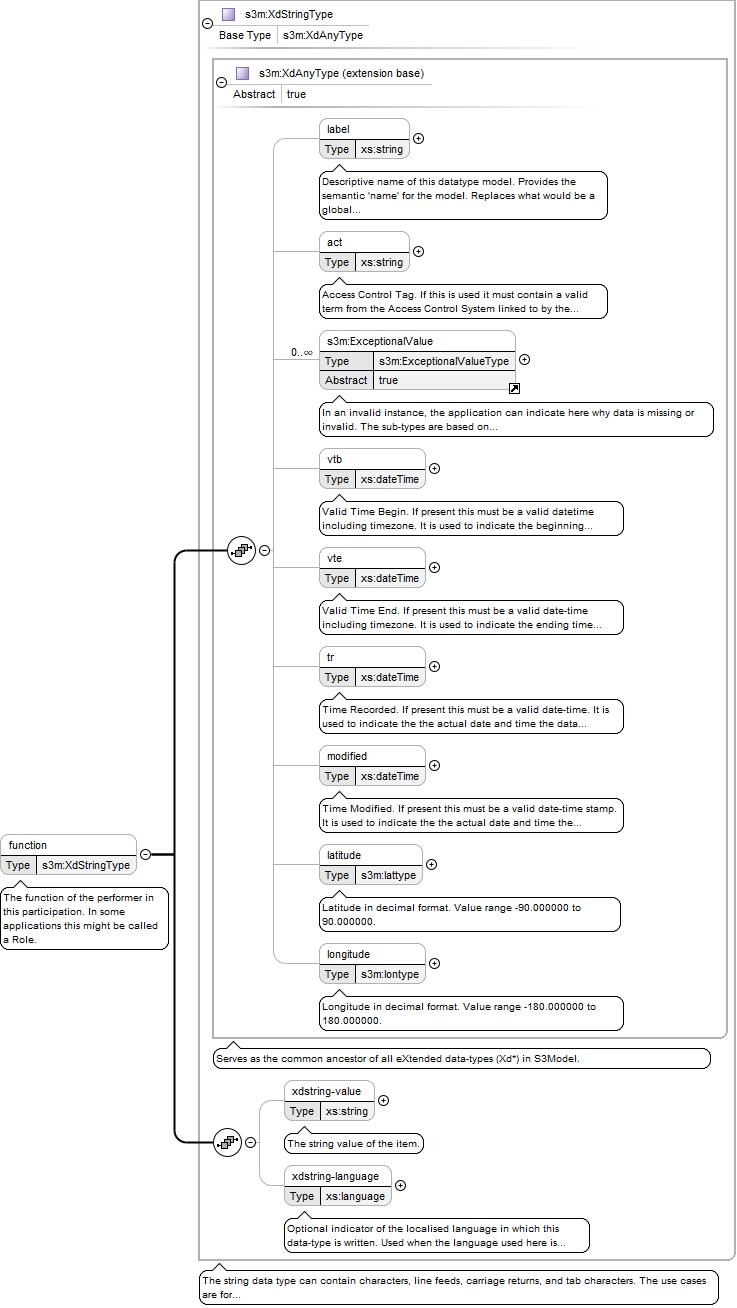 s3m:XdStringType
Base Type s3m:XdAnyType
s3m:XdAnyType (extension base)
Abstract true
label
Type xs:string
Descriptive name of this datatype model. Provides the
semantic 'name' for the model. Replaces what would be a
global...
act
Type xs:string
Access Control Tag. If this is used it must contain a valid
term from the Access Control System linked to by the...
0..∞
s3m:ExceptionalValue
Type s3m:ExceptionalValueType
Abstract true
In an invalid instance, the application can indicate here why data is missing or
invalid. The sub-types are based on...
vtb
Type xs:dateTime
Valid Time Begin. If present this must be a valid datetime
including timezone. It is used to indicate the beginning...
vte
Type xs:dateTime
Valid Time End. If present this must be a valid date-time
including timezone. It is used to indicate the ending time...
tr
Type xs:dateTime
Time Recorded. If present this must be a valid date-time. It is
used to indicate the the actual date and time the data...
modified
Type xs:dateTime
Time Modified. If present this must be a valid date-time stamp.
It is used to indicate the the actual date and time the...
function
Type s3m:XdStringType
The function of the performer in
this participation. In some
applications this might be called
a Role.
latitude
Type s3m:lattype
Latitude in decimal format. Value range -90.000000 to
90.000000.
longitude
Type s3m:lontype
Longitude in decimal format. Value range -180.000000 to
180.000000.
Serves as the common ancestor of all eXtended data-types (Xd*) in S3Model.
xdstring-value
Type xs:string
The string value of the item.
xdstring-language
Type xs:language
Optional indicator of the localised language in which this
data-type is written. Used when the language used here is...
The string data type can contain characters, line feeds, carriage returns, and tab characters. The use cases
are for...